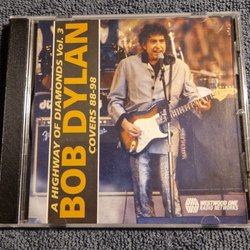 A HIGHWAY OF DIAMONDS Vol. 3
BOB DYLAN
COVERS 88-98
WESTWOOD ONE
RADIO NETWORKS